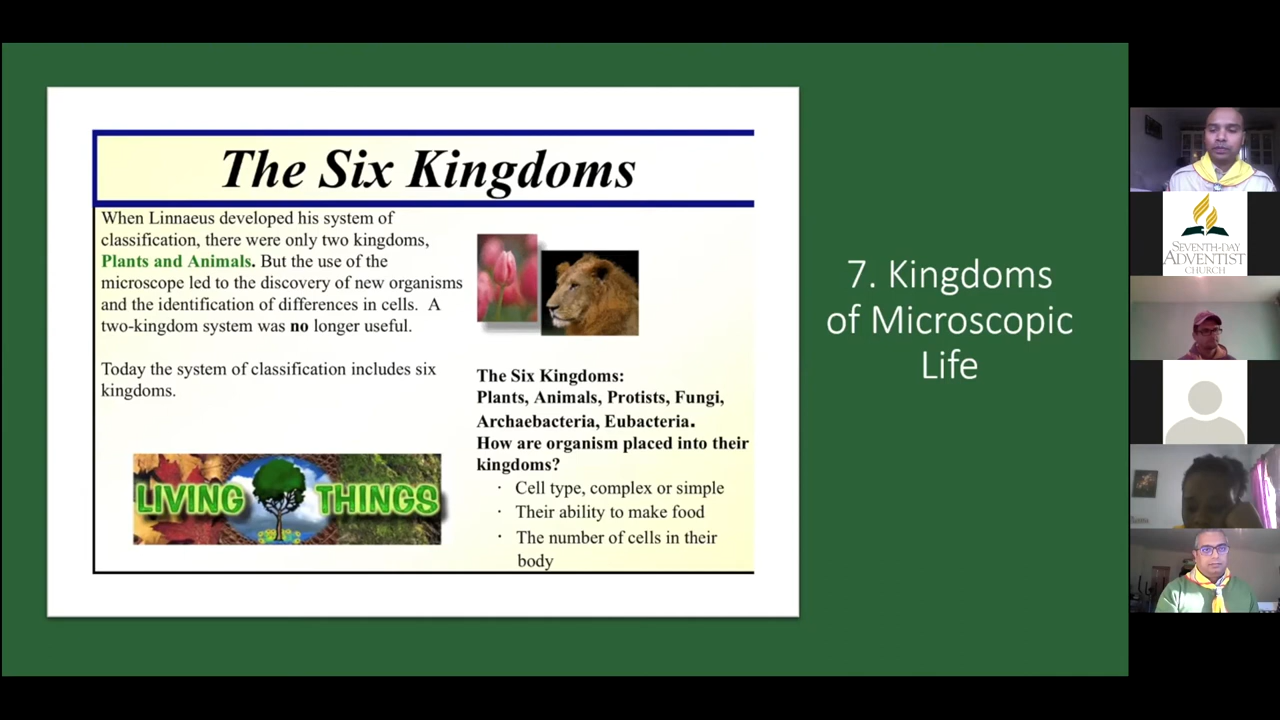 The Six Kingdoms
When Linnaeus developed his system of
classification, there were only two kingdoms,
Plants and Animals. But the use of the
microscope led to the discovery of new organisms
and the identification of differences in cells. A
two-kingdom system was no longer useful.
Today the system of classification includes six
kingdoms.
LIVING THINGS
The Six Kingdoms:
Plants, Animals, Protists, Fungi,
Archaebacteria, Eubacteria.
How are organism placed into their
kingdoms?
· Cell type, complex or simple
· Their ability to make food
· The number of cells in their
body
7. Kingdoms
of Microscopic
Life
SEVENTH-DAY
ADVENTIST
CHURCH